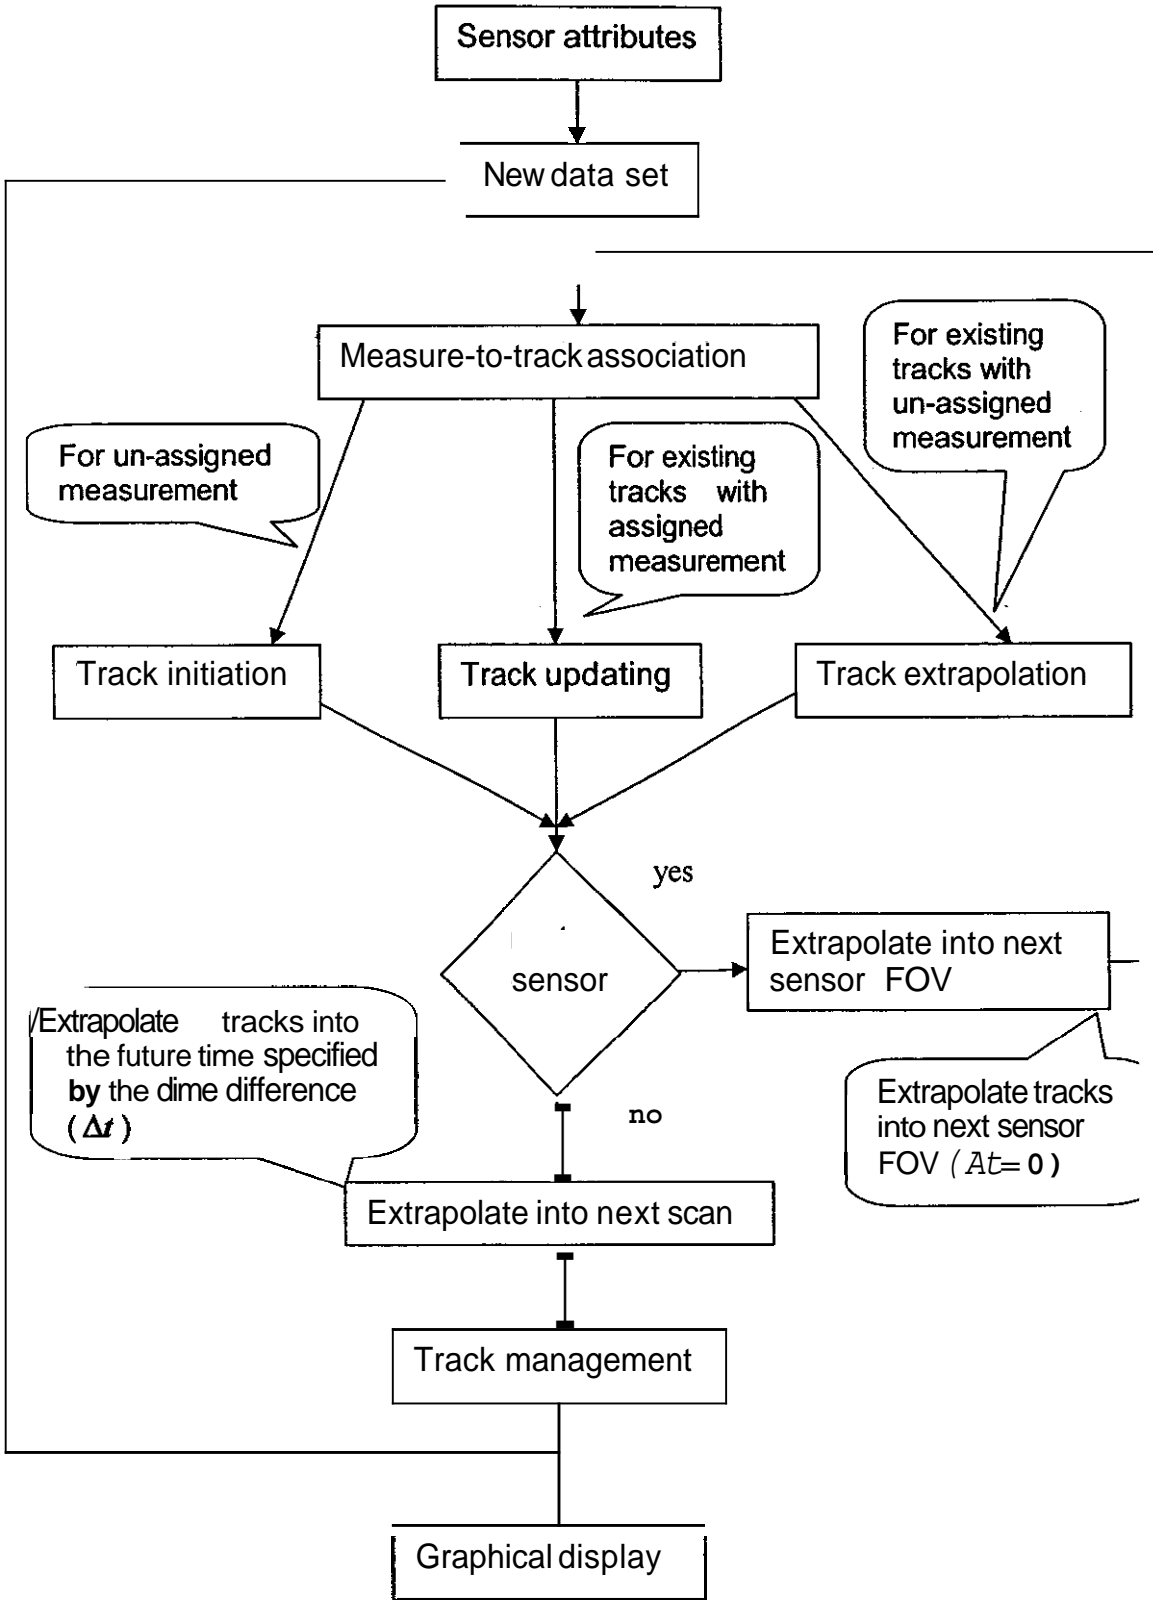 Sensor attributes
New data set
Measure-to-track association
For existing
tracks with
un-assigned
measurement
For un-assigned
measurement
For existing
tracks with
assigned
measurement
Track initiation
Track updating
Track extrapolation
yes
sensor
Extrapolate into next
sensor FOV
/Extrapolate tracks into
the future time specified
by the dime difference
(Δt)
no
Extrapolate tracks
into next sensor
FOV (At= 0)
Extrapolate into next scan
Track management
Graphical display